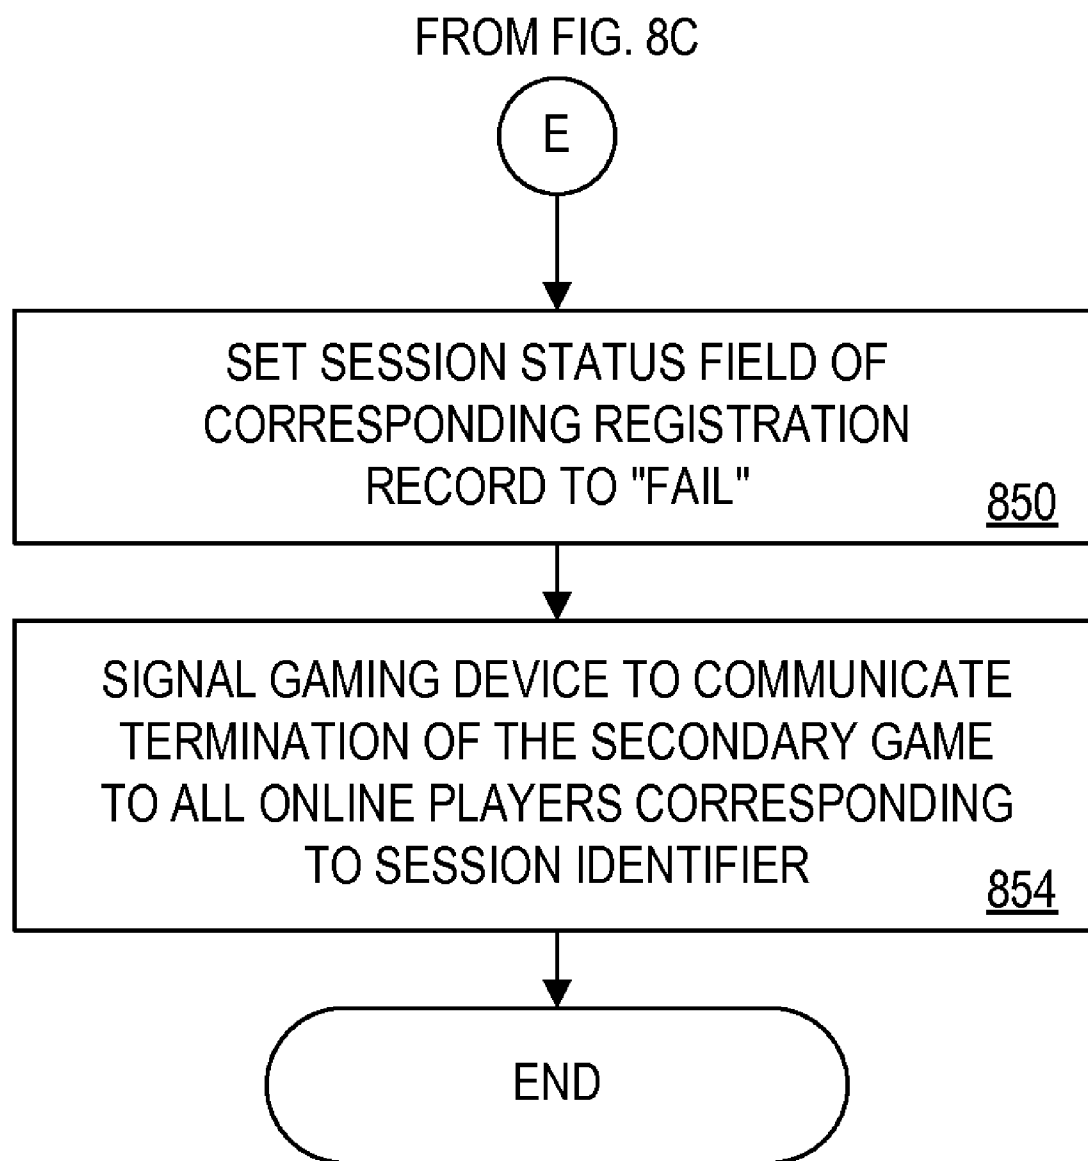 FROM FIG. 8C
E
SET SESSION STATUS FIELD OF
CORRESPONDING REGISTRATION
RECORD TO "FAIL"
850
SIGNAL GAMING DEVICE TO COMMUNICATE
TERMINATION OF THE SECONDARY GAME
TO ALL ONLINE PLAYERS CORRESPONDING
TO SESSION IDENTIFIER
854
END